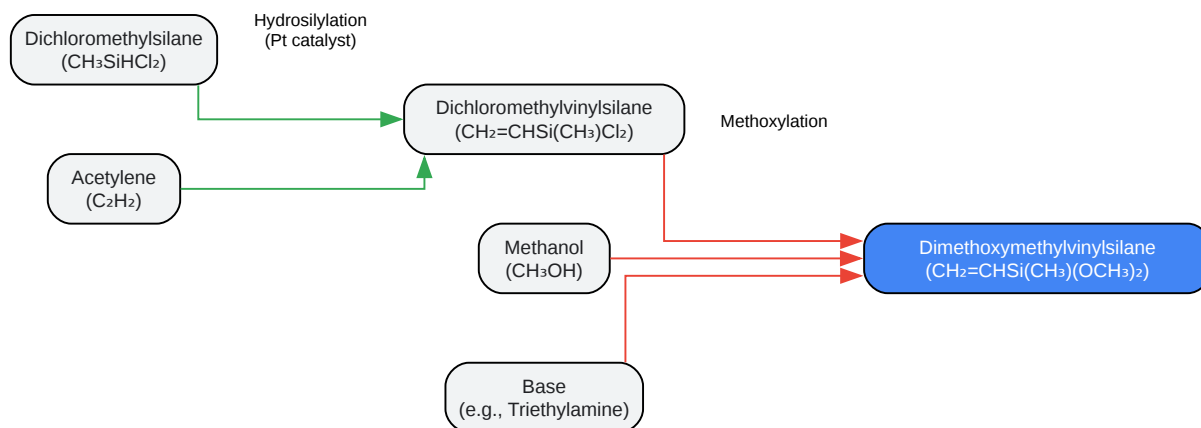 Hydrosilylation
(Pt catalyst)
Dichloromethylsilane
(CH₃SiHCl₂)
Dichloromethylvinylsilane
(CH₂=CHSi(CH₃)Cl₂)
Methoxylation
Acetylene
(C₂H₂)
Methanol
(CH₃OH)
Dimethoxymethylvinylsilane
(CH₂=CHSi(CH₃)(OCH₃)₂)
Base
(e.g., Triethylamine)